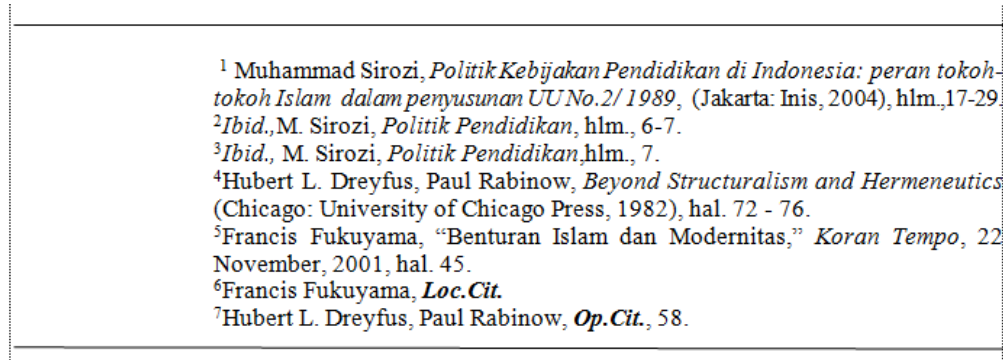 ¹ Muhammad Sirozi, Politik Kebijakan Pendidikan di Indonesia: peran tokoh-
tokoh Islam dalam penyusunan UU No.2/ 1989, (Jakarta: Inis, 2004), hlm.,17-29.
²Ibid.,M. Sirozi, Politik Pendidikan, hlm., 6-7.
³Ibid., M. Sirozi, Politik Pendidikan,hlm., 7.
⁴Hubert L. Dreyfus, Paul Rabinow, Beyond Structuralism and Hermeneutics
(Chicago: University of Chicago Press, 1982), hal. 72 - 76.
⁵Francis Fukuyama, “Benturan Islam dan Modernitas,” Koran Tempo, 22
November, 2001, hal. 45.
⁶Francis Fukuyama, Loc.Cit.
⁷Hubert L. Dreyfus, Paul Rabinow, Op.Cit., 58.